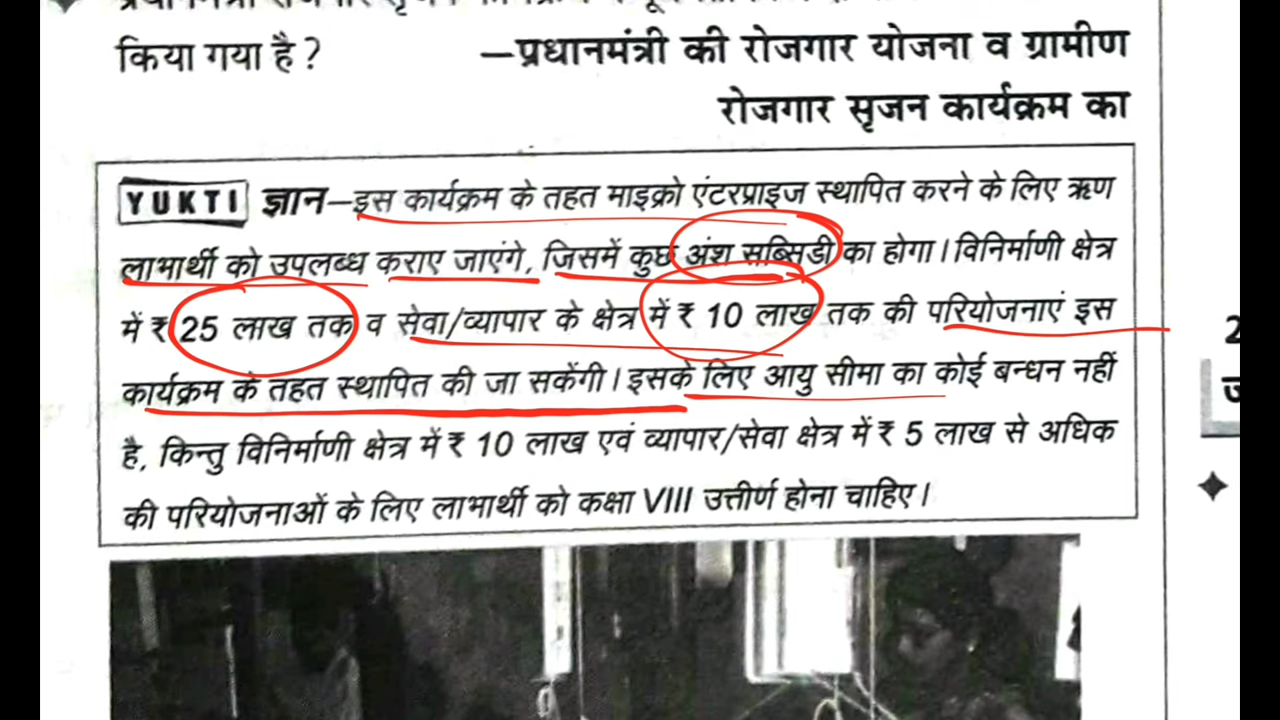 किया गया है ?
—प्रधानमंत्री की रोजगार योजना व ग्रामीण
रोजगार सृजन कार्यक्रम का
YUKTI ज्ञान—इस कार्यक्रम के तहत माइक्रो एंटरप्राइज स्थापित करने के लिए ऋण
लाभार्थी को उपलब्ध कराए जाएंगे, जिसमें कुछ अंश सब्सिडी का होगा। विनिर्माणी क्षेत्र
में ₹ 25 लाख तक व सेवा/व्यापार के क्षेत्र में ₹ 10 लाख तक की परियोजनाएं इस
कार्यक्रम के तहत स्थापित की जा सकेंगी। इसके लिए आयु सीमा का कोई बन्धन नहीं
है, किन्तु विनिर्माणी क्षेत्र में ₹ 10 लाख एवं व्यापार/सेवा क्षेत्र में ₹ 5 लाख से अधिक
की परियोजनाओं के लिए लाभार्थी को कक्षा VIII उत्तीर्ण होना चाहिए।